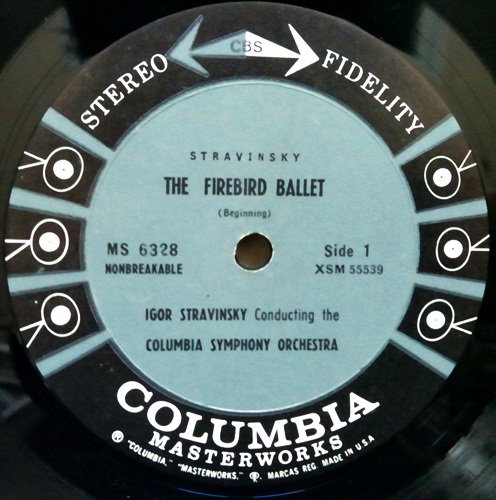 STEREO CBS FIDELITY
STRAVINSKY
THE FIREBIRD BALLET
(Beginning)
MS 6328 Side 1
NONBREAKABLE XSM 55539
IGOR STRAVINSKY Conducting the
COLUMBIA SYMPHONY ORCHESTRA
COLUMBIA
MASTERWORKS
® "COLUMBIA," "MASTERWORKS," ℗. MARCAS REG. MADE IN U.S.A